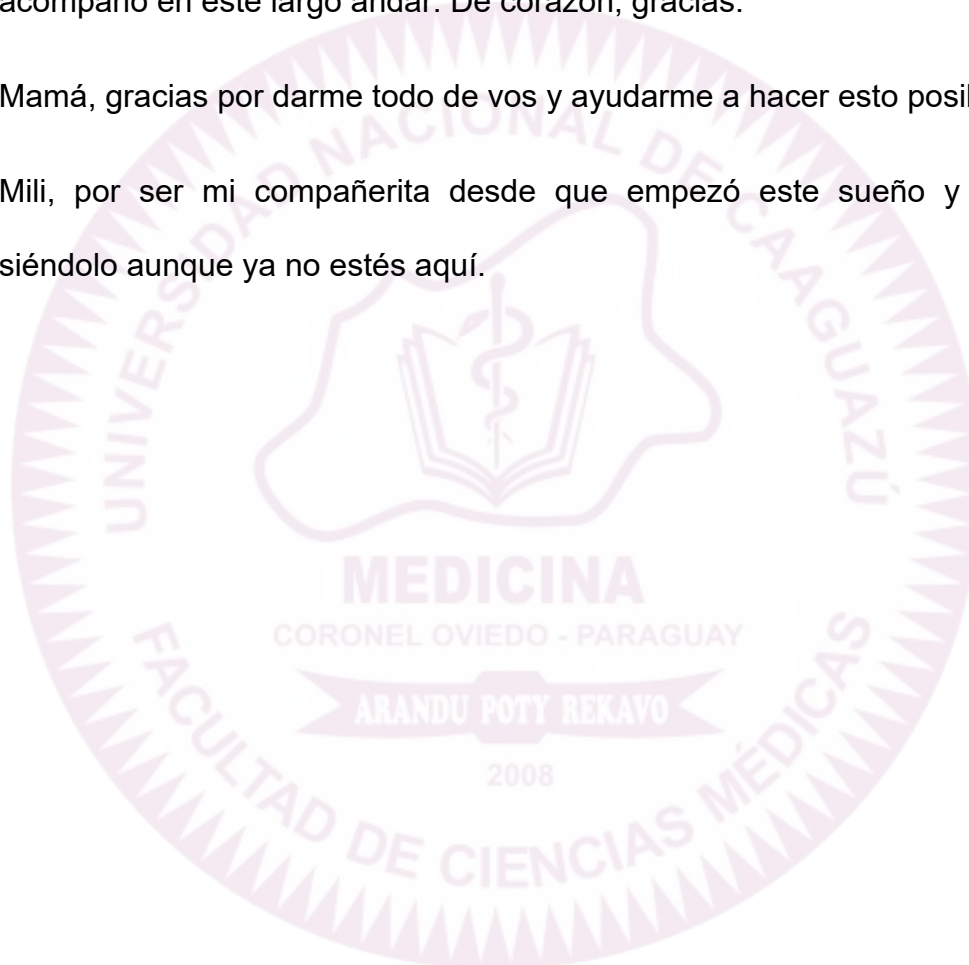 acompañó en este largo andar. De corazón, gracias.
Mamá, gracias por darme todo de vos y ayudarme a hacer esto
Mili, por ser mi compañerita desde que empezó este sueño y
siéndolo aunque ya no estés aquí.
UNIVERSIDAD NACIONAL DE CAAGUAZÚ
MEDICINA
CORONEL OVIEDO - PARAGUAY
ARANDU POTY REKAVO
2008
FACULTAD DE CIENCIAS MÉDICAS